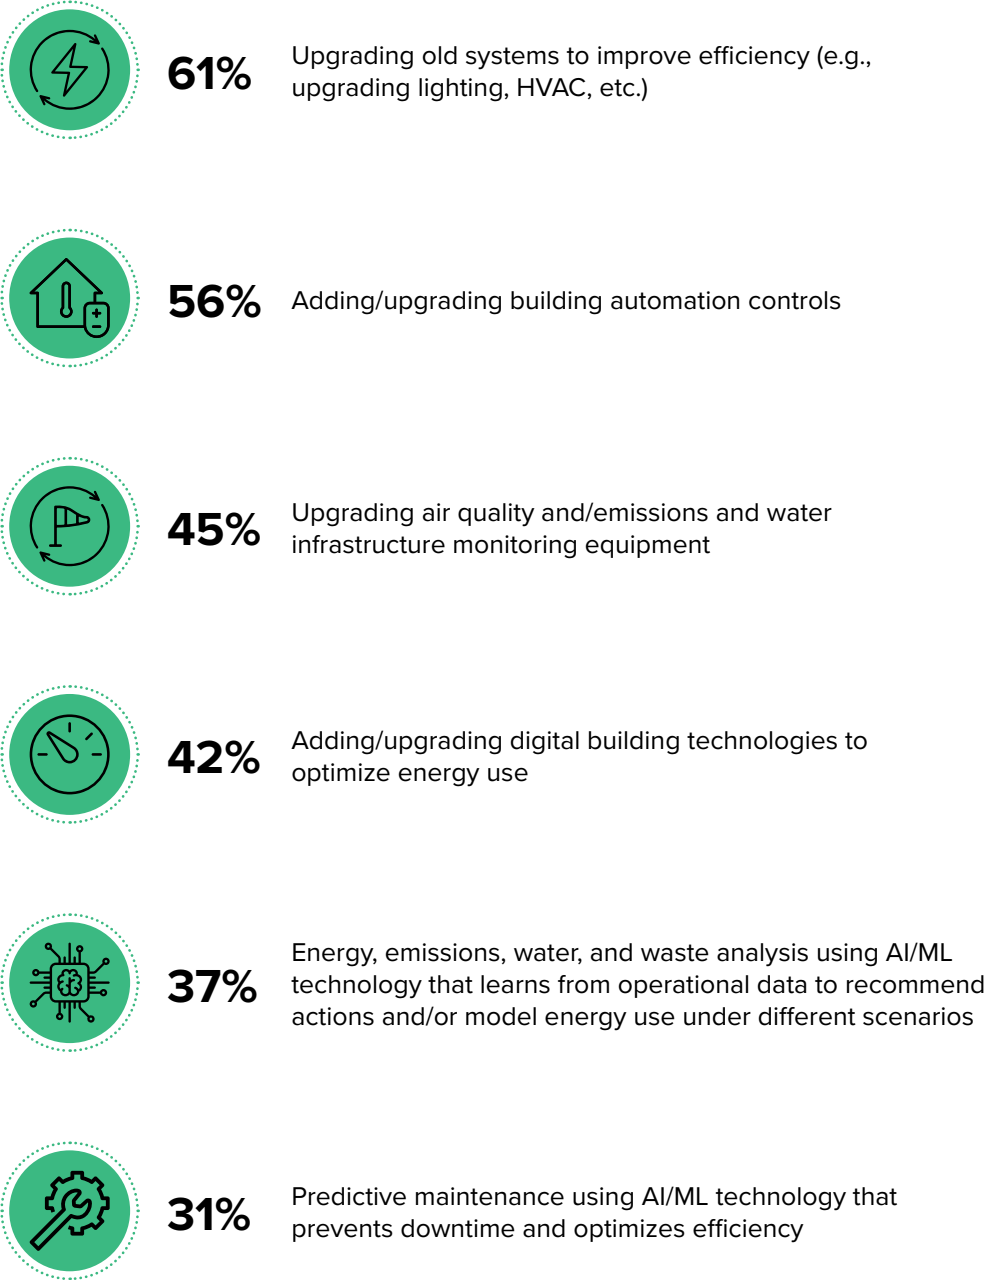 61%
Upgrading old systems to improve efficiency (e.g.,
upgrading lighting, HVAC, etc.)
56%
Adding/upgrading building automation controls
45%
Upgrading air quality and/emissions and water
infrastructure monitoring equipment
42%
Adding/upgrading digital building technologies to
optimize energy use
37%
Energy, emissions, water, and waste analysis using AI/ML
technology that learns from operational data to recommend
actions and/or model energy use under different scenarios
31%
Predictive maintenance using AI/ML technology that
prevents downtime and optimizes efficiency